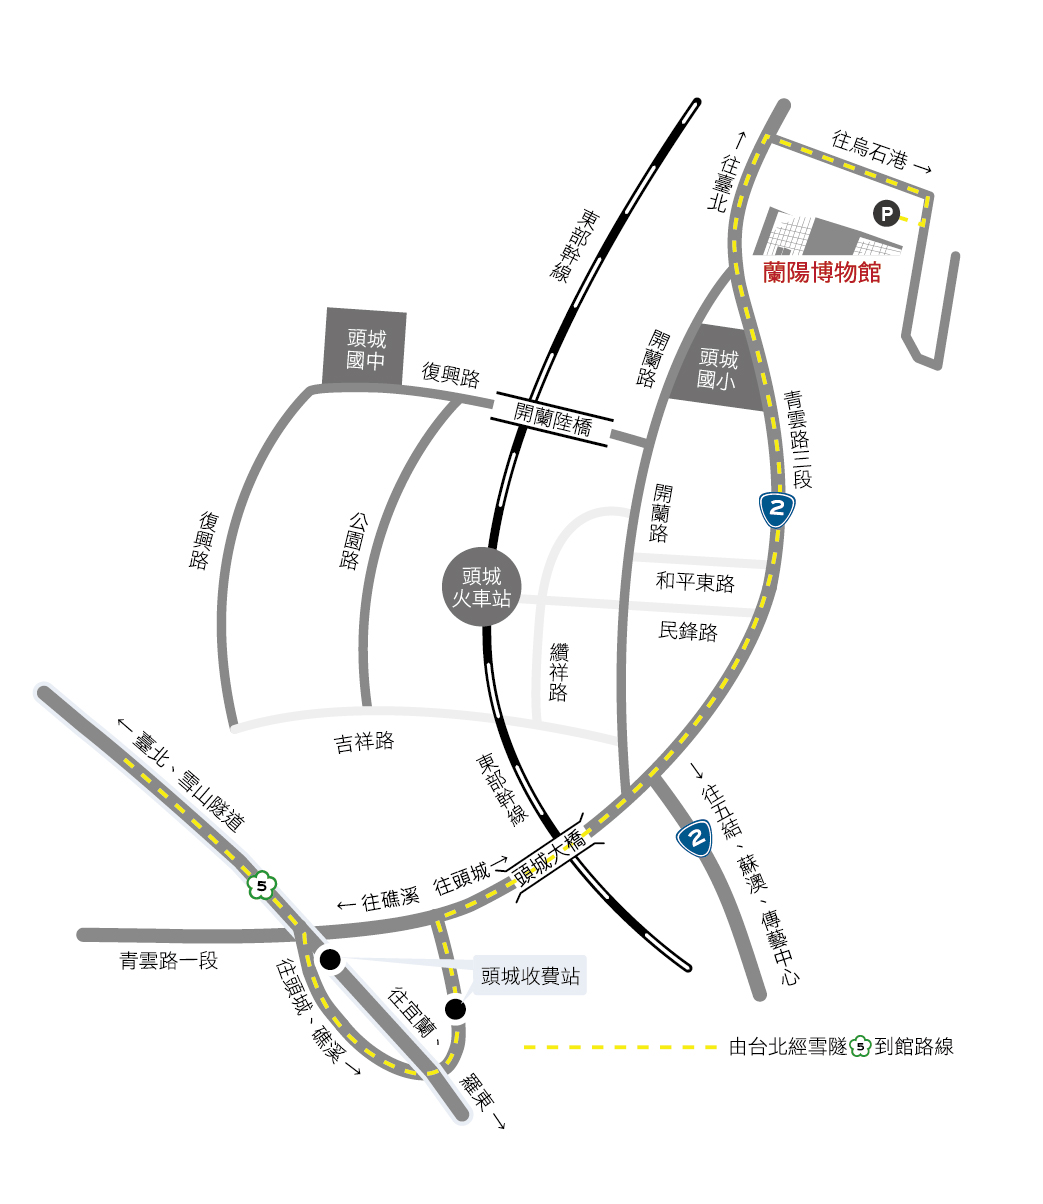 往烏石港 →
← 往臺北
P
東部幹線
蘭陽博物館
頭城
國中
復興路
開蘭陸橋
開蘭路
頭城
國小
青雲路三段
2
復興路
公園路
開蘭路
頭城
火車站
和平東路
民鋒路
纘祥路
吉祥路
← 臺北、雪山隧道
東部幹線
→ 往五結、蘇澳、傳藝中心
2
5
頭城大橋
往頭城 →
← 往礁溪
青雲路一段
頭城收費站
往頭城、礁溪 →
往宜蘭、羅東 →
由台北經雪隧5到館路線